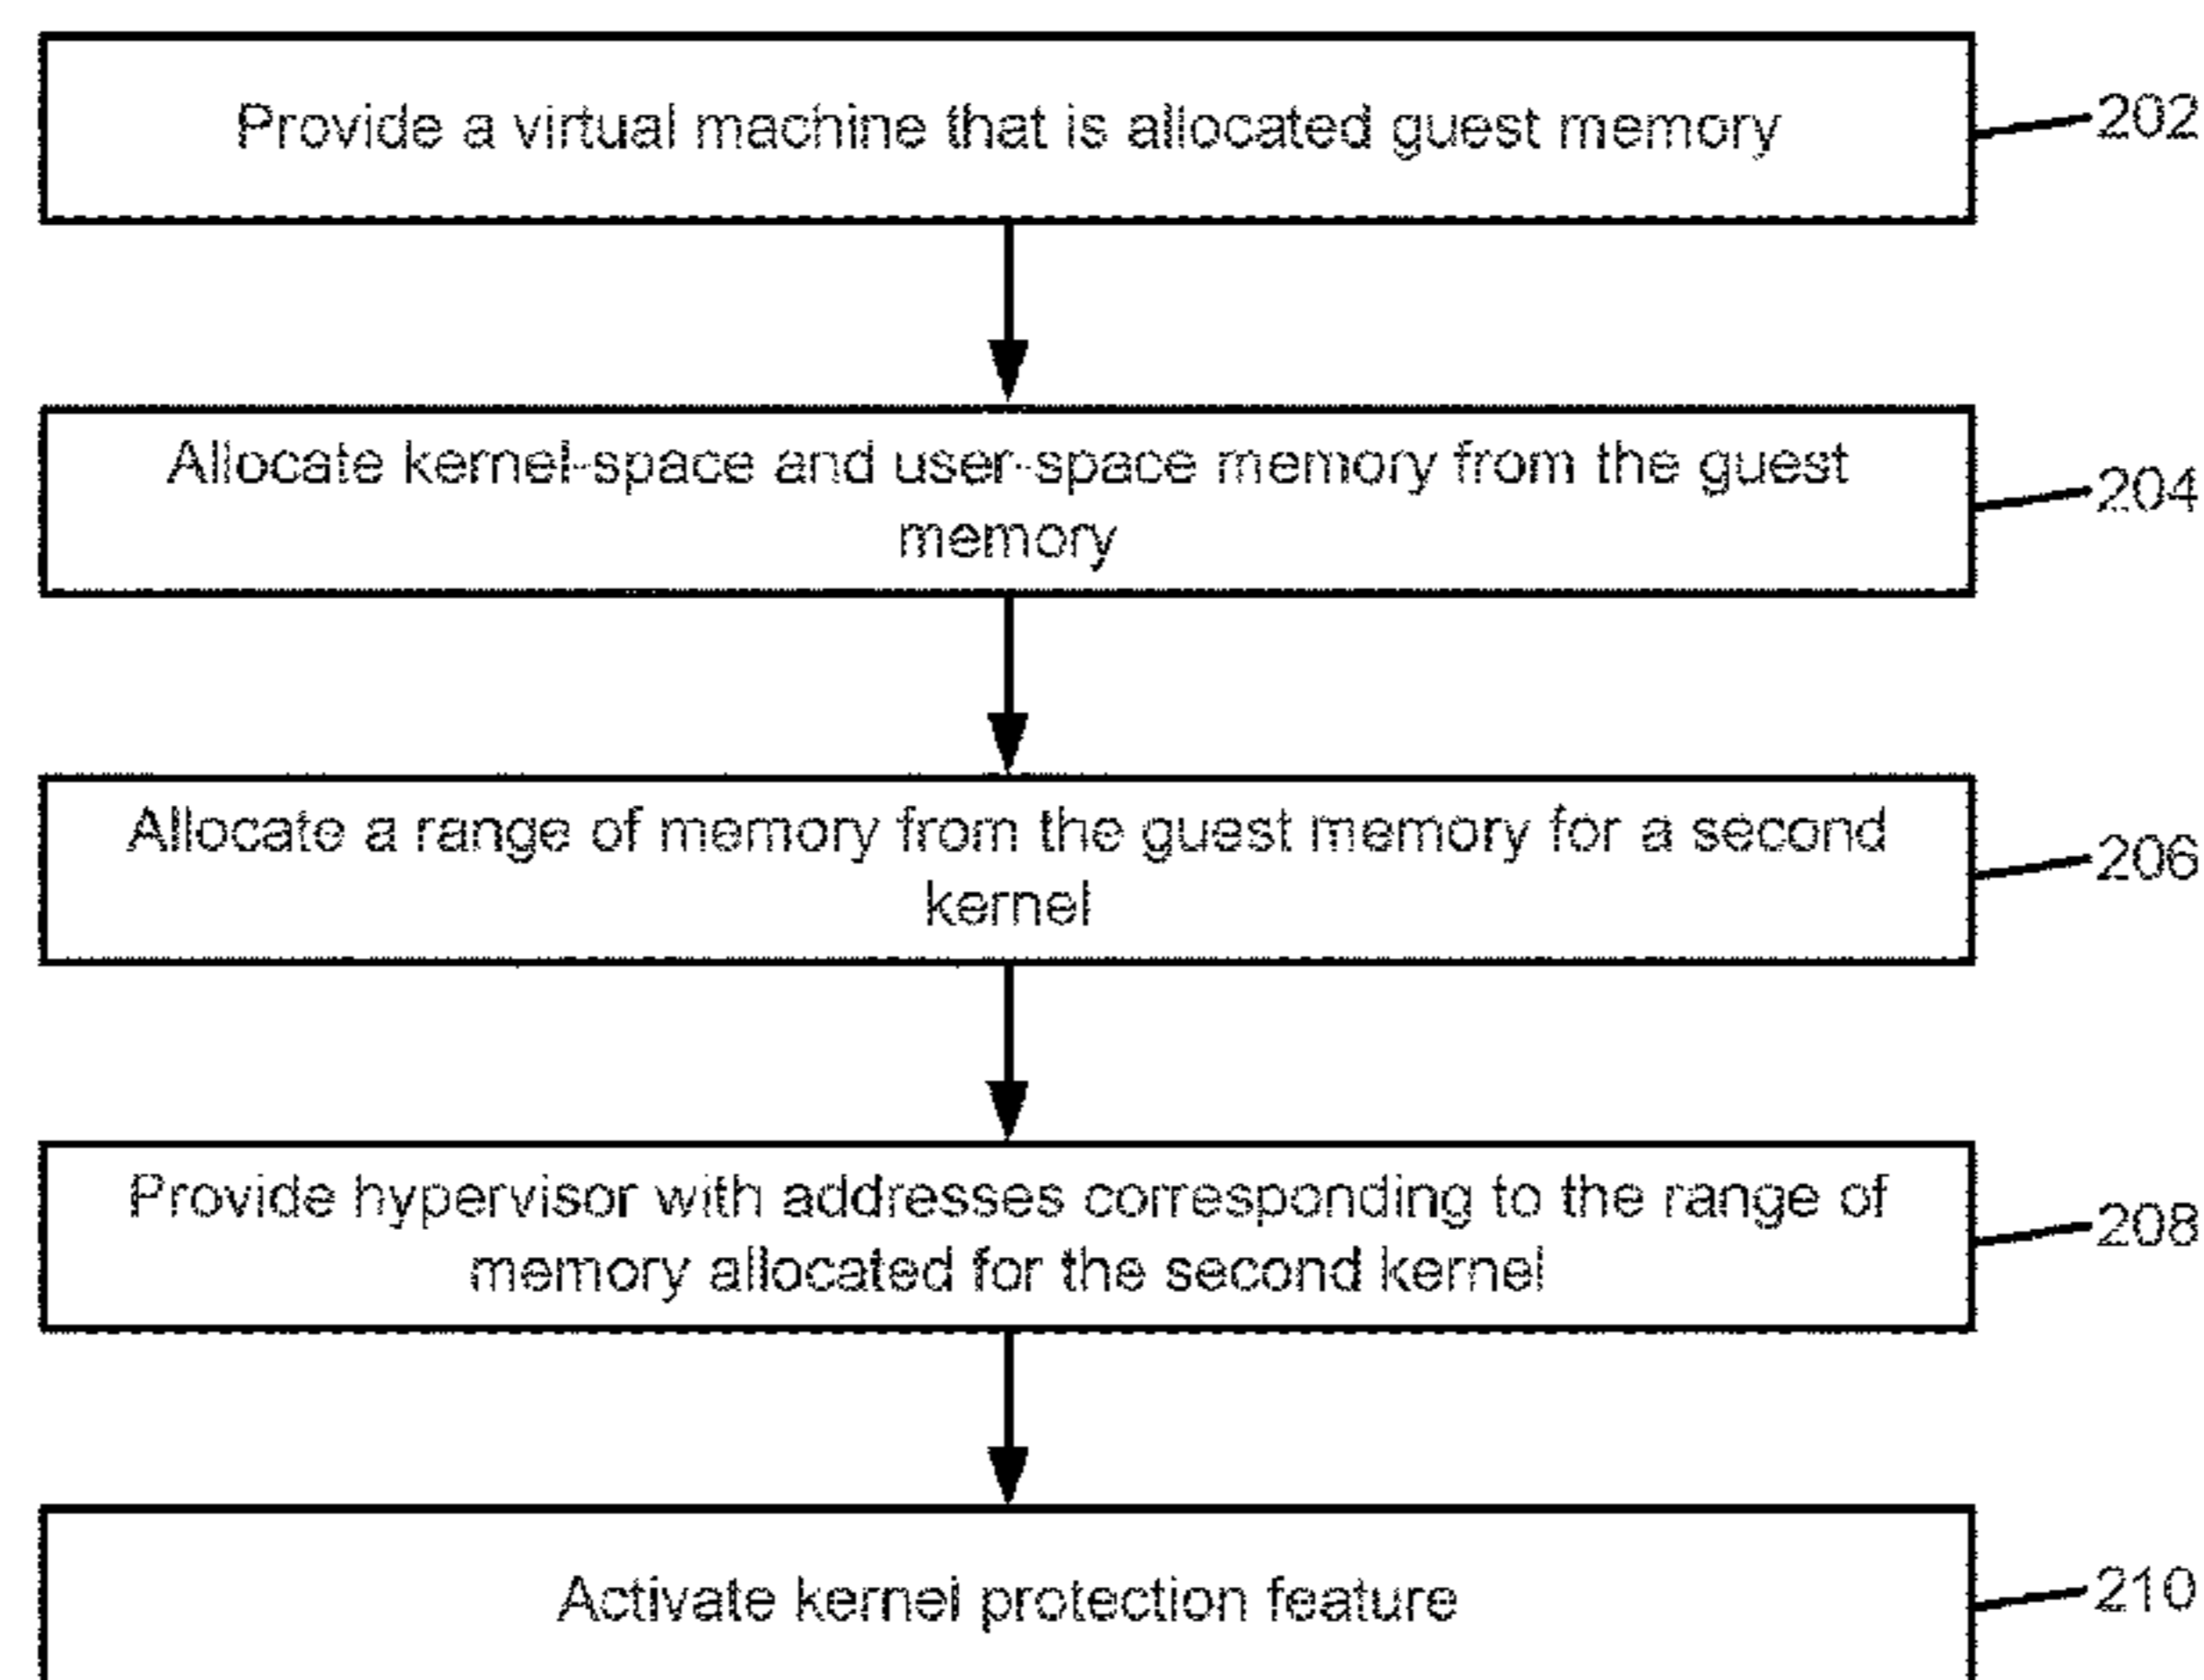 Provide a virtual machine that is allocated guest memory
202
Allocate kernel-space and user-space memory from the guest
memory
204
Allocate a range of memory from the guest memory for a second
kernel
206
Provide hypervisor with addresses corresponding to the range of
memory allocated for the second kernel
208
Activate kernel protection feature
210